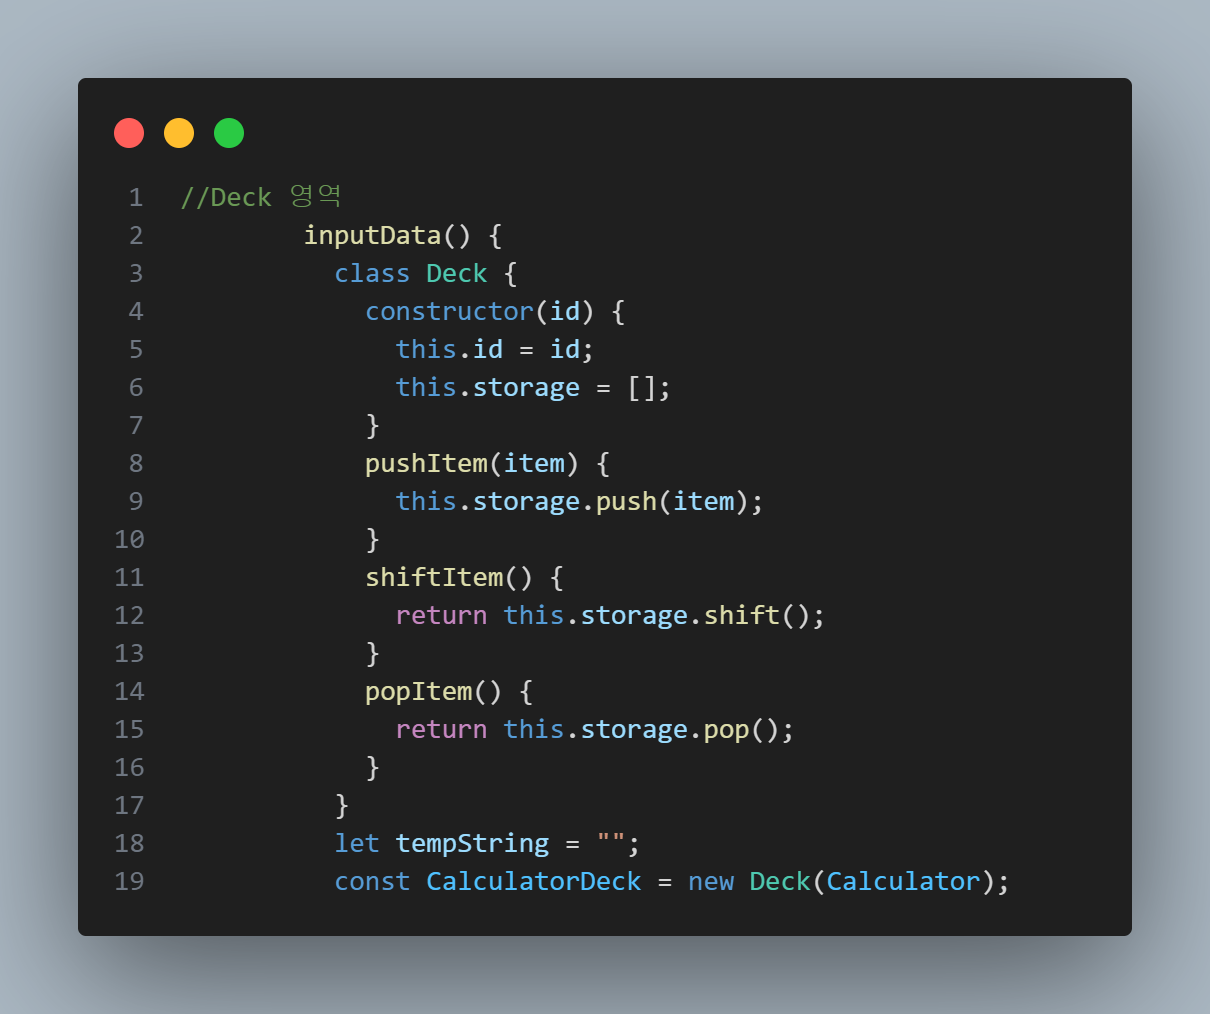 1 //Deck 영역
2 inputData() {
3 class Deck {
4 constructor(id) {
5 this.id = id;
6 this.storage = [];
7 }
8 pushItem(item) {
9 this.storage.push(item);
10 }
11 shiftItem() {
12 return this.storage.shift();
13 }
14 popItem() {
15 return this.storage.pop();
16 }
17 }
18 let tempString = "";
19 const CalculatorDeck = new Deck(Calculator);